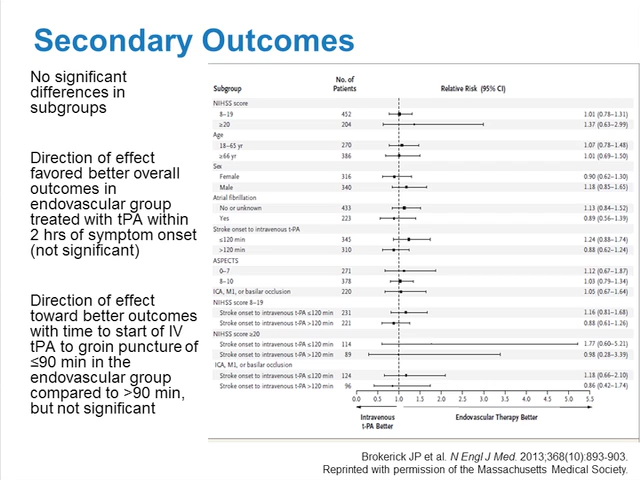 Secondary Outcomes
No significant
differences in
subgroups
Direction of effect
favored better overall
outcomes in
endovascular group
treated with tPA within
2 hrs of symptom onset
(not significant)
Direction of effect
toward better outcomes
with time to start of IV
tPA to groin puncture of
≤90 min in the
endovascular group
compared to >90 min,
but not significant
Subgroup No. of Patients Relative Risk (95% CI)
NIHSS score
8–19 452 1.01 (0.78–1.31)
≥20 204 1.37 (0.63–2.99)
Age
18–65 yr 270 1.07 (0.78–1.48)
≥66 yr 386 1.01 (0.69–1.50)
Sex
Female 316 0.90 (0.62–1.30)
Male 340 1.18 (0.85–1.65)
Atrial fibrillation
No or unknown 433 1.13 (0.84–1.52)
Yes 223 0.89 (0.56–1.39)
Stroke onset to intravenous t-PA
≤120 min 345 1.24 (0.88–1.74)
>120 min 310 0.88 (0.62–1.24)
ASPECTS
0–7 271 1.12 (0.67–1.87)
8–10 378 1.03 (0.79–1.34)
ICA, M1, or basilar occlusion 220 1.05 (0.67–1.64)
NIHSS score 8-19
Stroke onset to intravenous t-PA ≤120 min 231 1.16 (0.81–1.68)
Stroke onset to intravenous t-PA >120 min 221 0.88 (0.61–1.26)
NIHSS score ≥20
Stroke onset to intravenous t-PA ≤120 min 114 1.77 (0.60–5.21)
Stroke onset to intravenous t-PA >120 min 89 0.98 (0.28–3.39)
ICA, M1, or basilar occlusion
Stroke onset to intravenous t-PA ≤120 min 124 1.18 (0.66–2.10)
Stroke onset to intravenous t-PA >120 min 96 0.86 (0.42–1.74)
0.0 0.5 1.0 1.5 2.0 2.5 3.0 3.5 4.0 4.5 5.0 5.5
Intravenous t-PA Better Endovascular Therapy Better
Brokerick JP et al. N Engl J Med. 2013;368(10):893-903.
Reprinted with permission of the Massachusetts Medical Society.